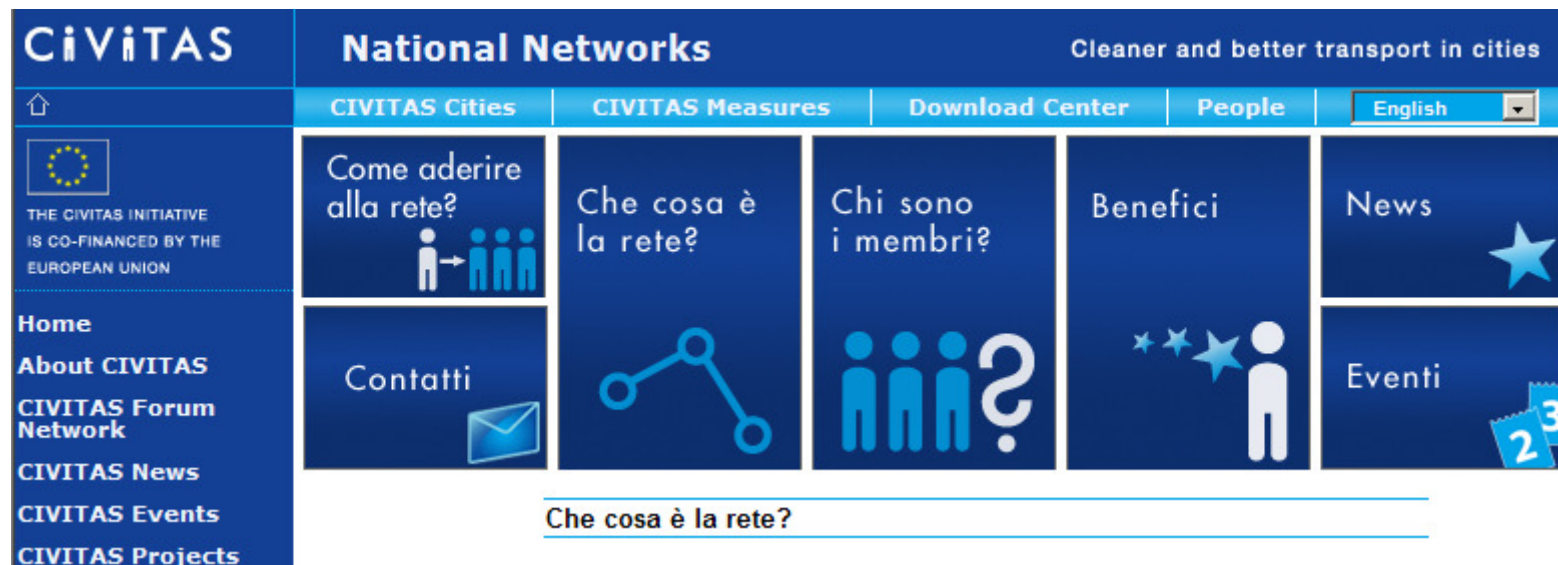 CiViTAS
National Networks
Cleaner and better transport in cities
CIVITAS Cities
CIVITAS Measures
Download Center
People
English
THE CIVITAS INITIATIVE
IS CO-FINANCED BY THE
EUROPEAN UNION
Home
About CIVITAS
CIVITAS Forum
Network
CIVITAS News
CIVITAS Events
CIVITAS Projects
Come aderire
alla rete?
Contatti
Che cosa è
la rete?
Chi sono
i membri?
?
Benefici
News
Eventi
2
3
Che cosa è la rete?